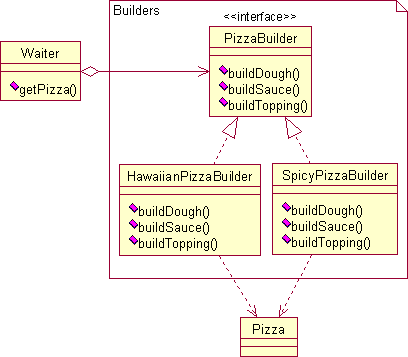 Builders
<<interface>>
PizzaBuilder
buildDough()
buildSauce()
buildTopping()
Waiter
getPizza()
HawaiianPizzaBuilder
buildDough()
buildSauce()
buildTopping()
SpicyPizzaBuilder
buildDough()
buildSauce()
buildTopping()
Pizza